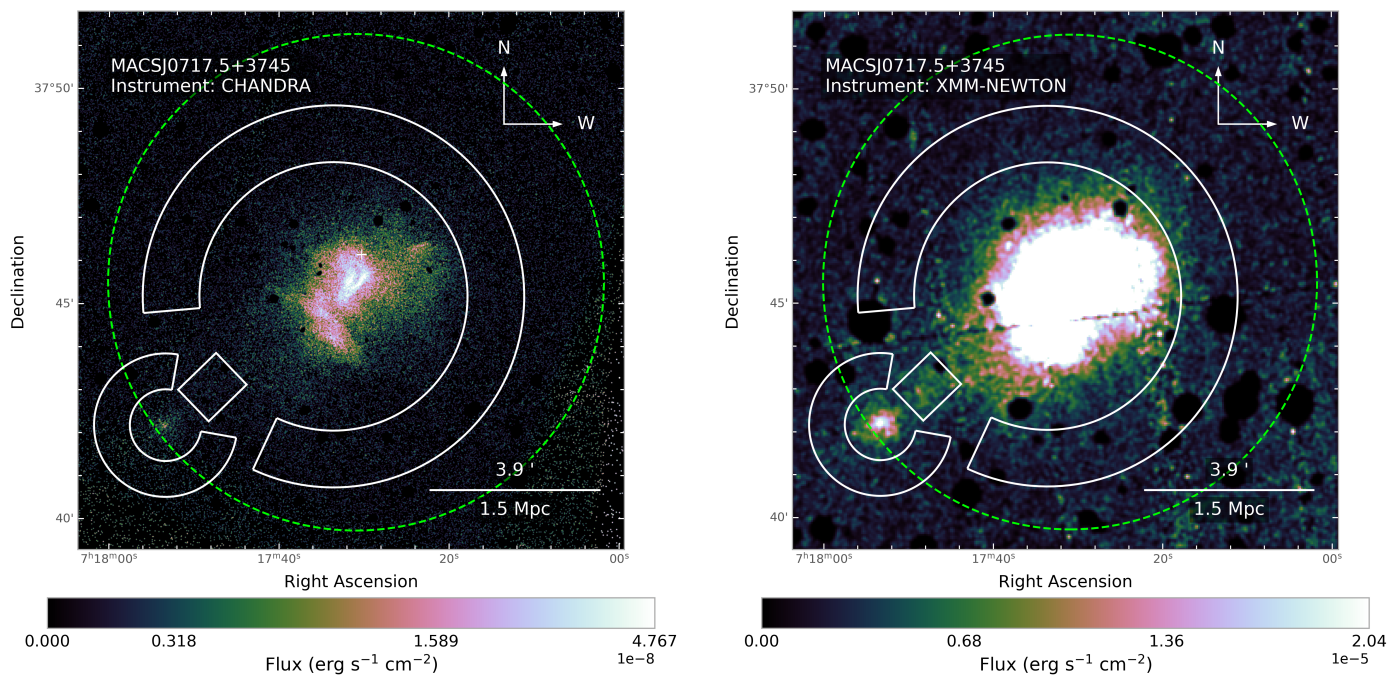 MACSJ0717.5+3745
Instrument: CHANDRA
N
W
37°50'
45'
40'
Declination
3.9 '
1.5 Mpc
7ʰ18ᵐ00ˢ
17ᵐ40ˢ
20ˢ
00ˢ
Right Ascension
0.000
0.318
1.589
4.767
1e−8
Flux (erg s⁻¹ cm⁻²)
MACSJ0717.5+3745
Instrument: XMM-NEWTON
N
W
37°50'
45'
40'
Declination
3.9 '
1.5 Mpc
7ʰ18ᵐ00ˢ
17ᵐ40ˢ
20ˢ
00ˢ
Right Ascension
0.00
0.68
1.36
2.04
1e−5
Flux (erg s⁻¹ cm⁻²)